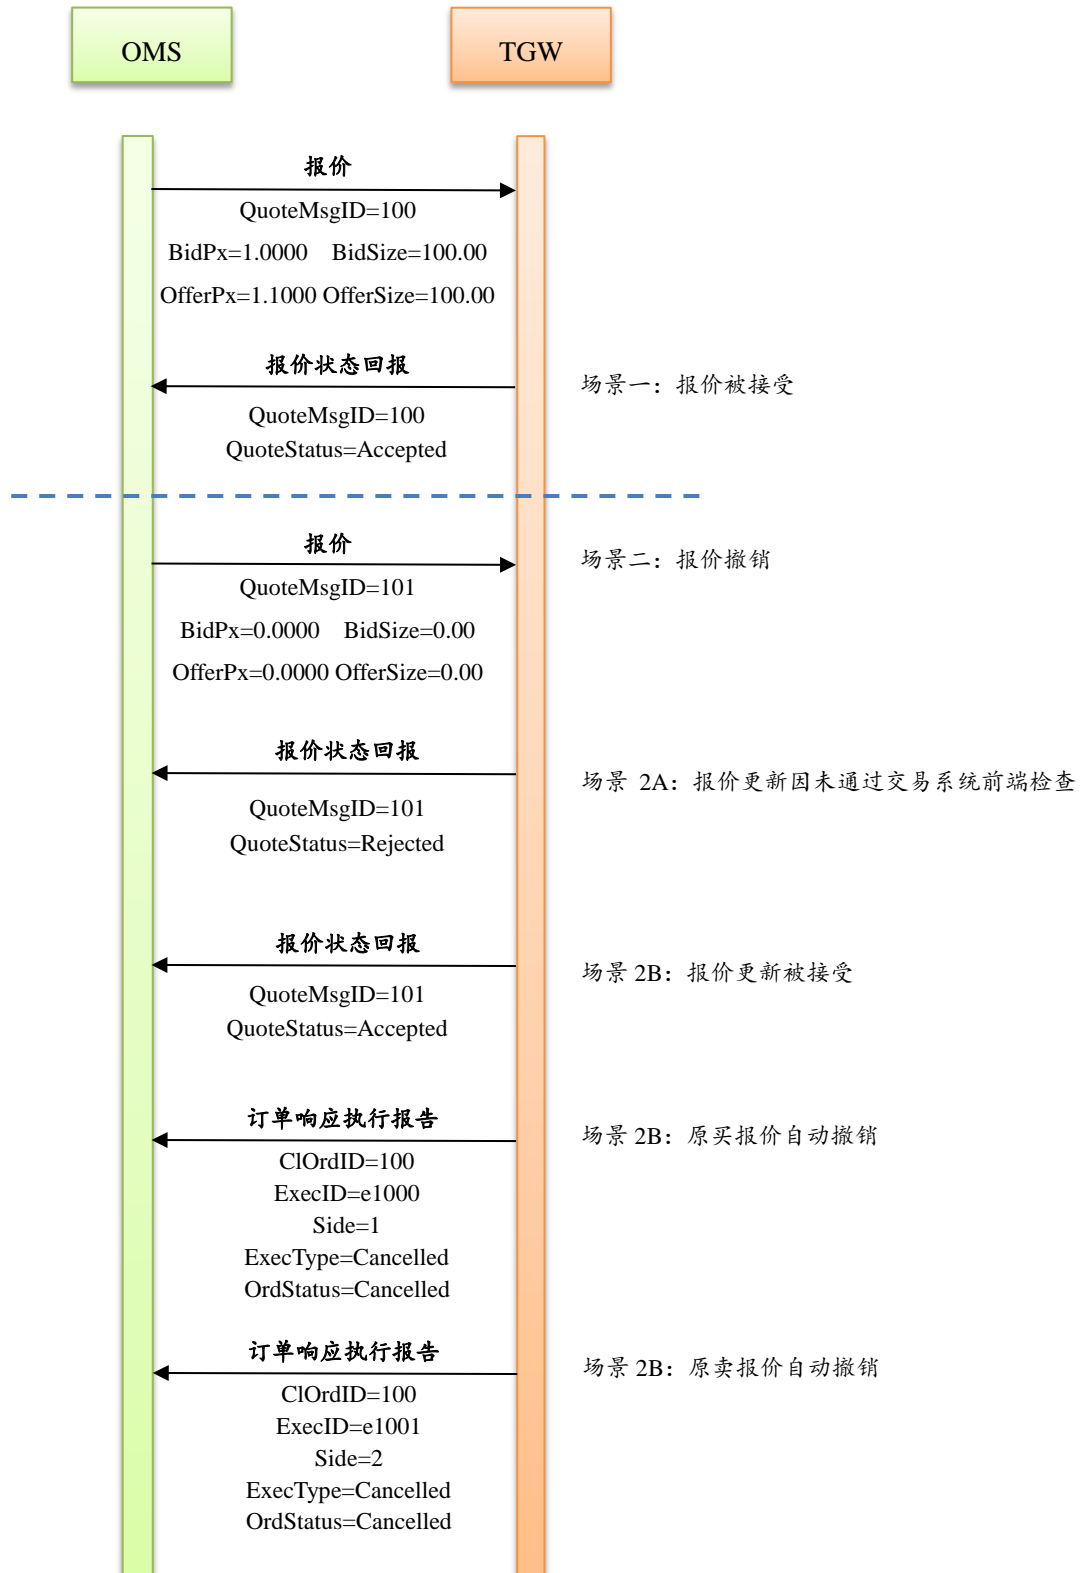 OMS
TGW
报价
QuoteMsgID=100
BidPx=1.0000 BidSize=100.00
OfferPx=1.1000 OfferSize=100.00
报价状态回报
场景一：报价被接受
QuoteMsgID=100
QuoteStatus=Accepted
报价
场景二：报价撤销
QuoteMsgID=101
BidPx=0.0000 BidSize=0.00
OfferPx=0.0000 OfferSize=0.00
报价状态回报
场景 2A：报价更新因未通过交易系统前端检查
QuoteMsgID=101
QuoteStatus=Rejected
报价状态回报
场景 2B：报价更新被接受
QuoteMsgID=101
QuoteStatus=Accepted
订单响应执行报告
场景 2B：原买报价自动撤销
ClOrdID=100
ExecID=e1000
Side=1
ExecType=Cancelled
OrdStatus=Cancelled
订单响应执行报告
场景 2B：原卖报价自动撤销
ClOrdID=100
ExecID=e1001
Side=2
ExecType=Cancelled
OrdStatus=Cancelled